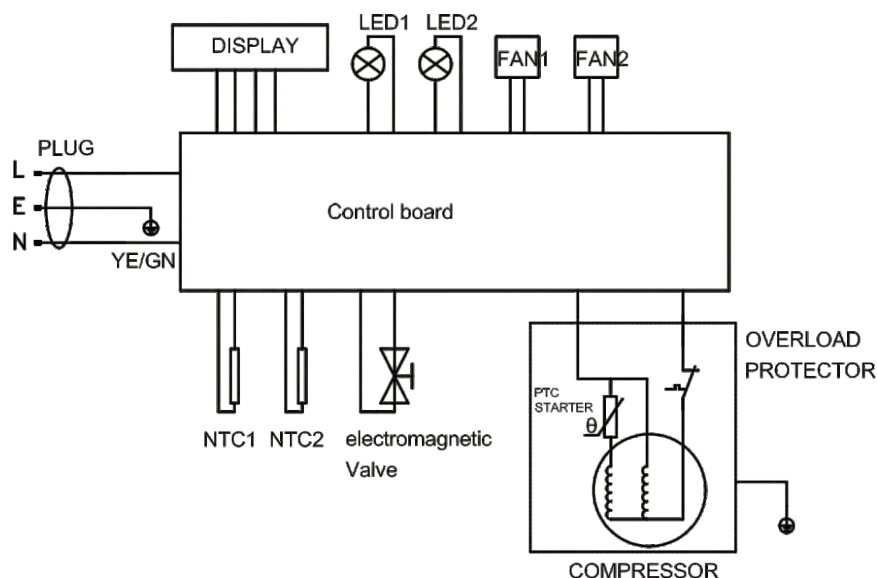 LED1
LED2
DISPLAY
FAN1
FAN2
PLUG
L
E
N
YE/GN
Control board
OVERLOAD
PROTECTOR
PTC
STARTER
θ
NTC1
NTC2
electromagnetic
Valve
COMPRESSOR